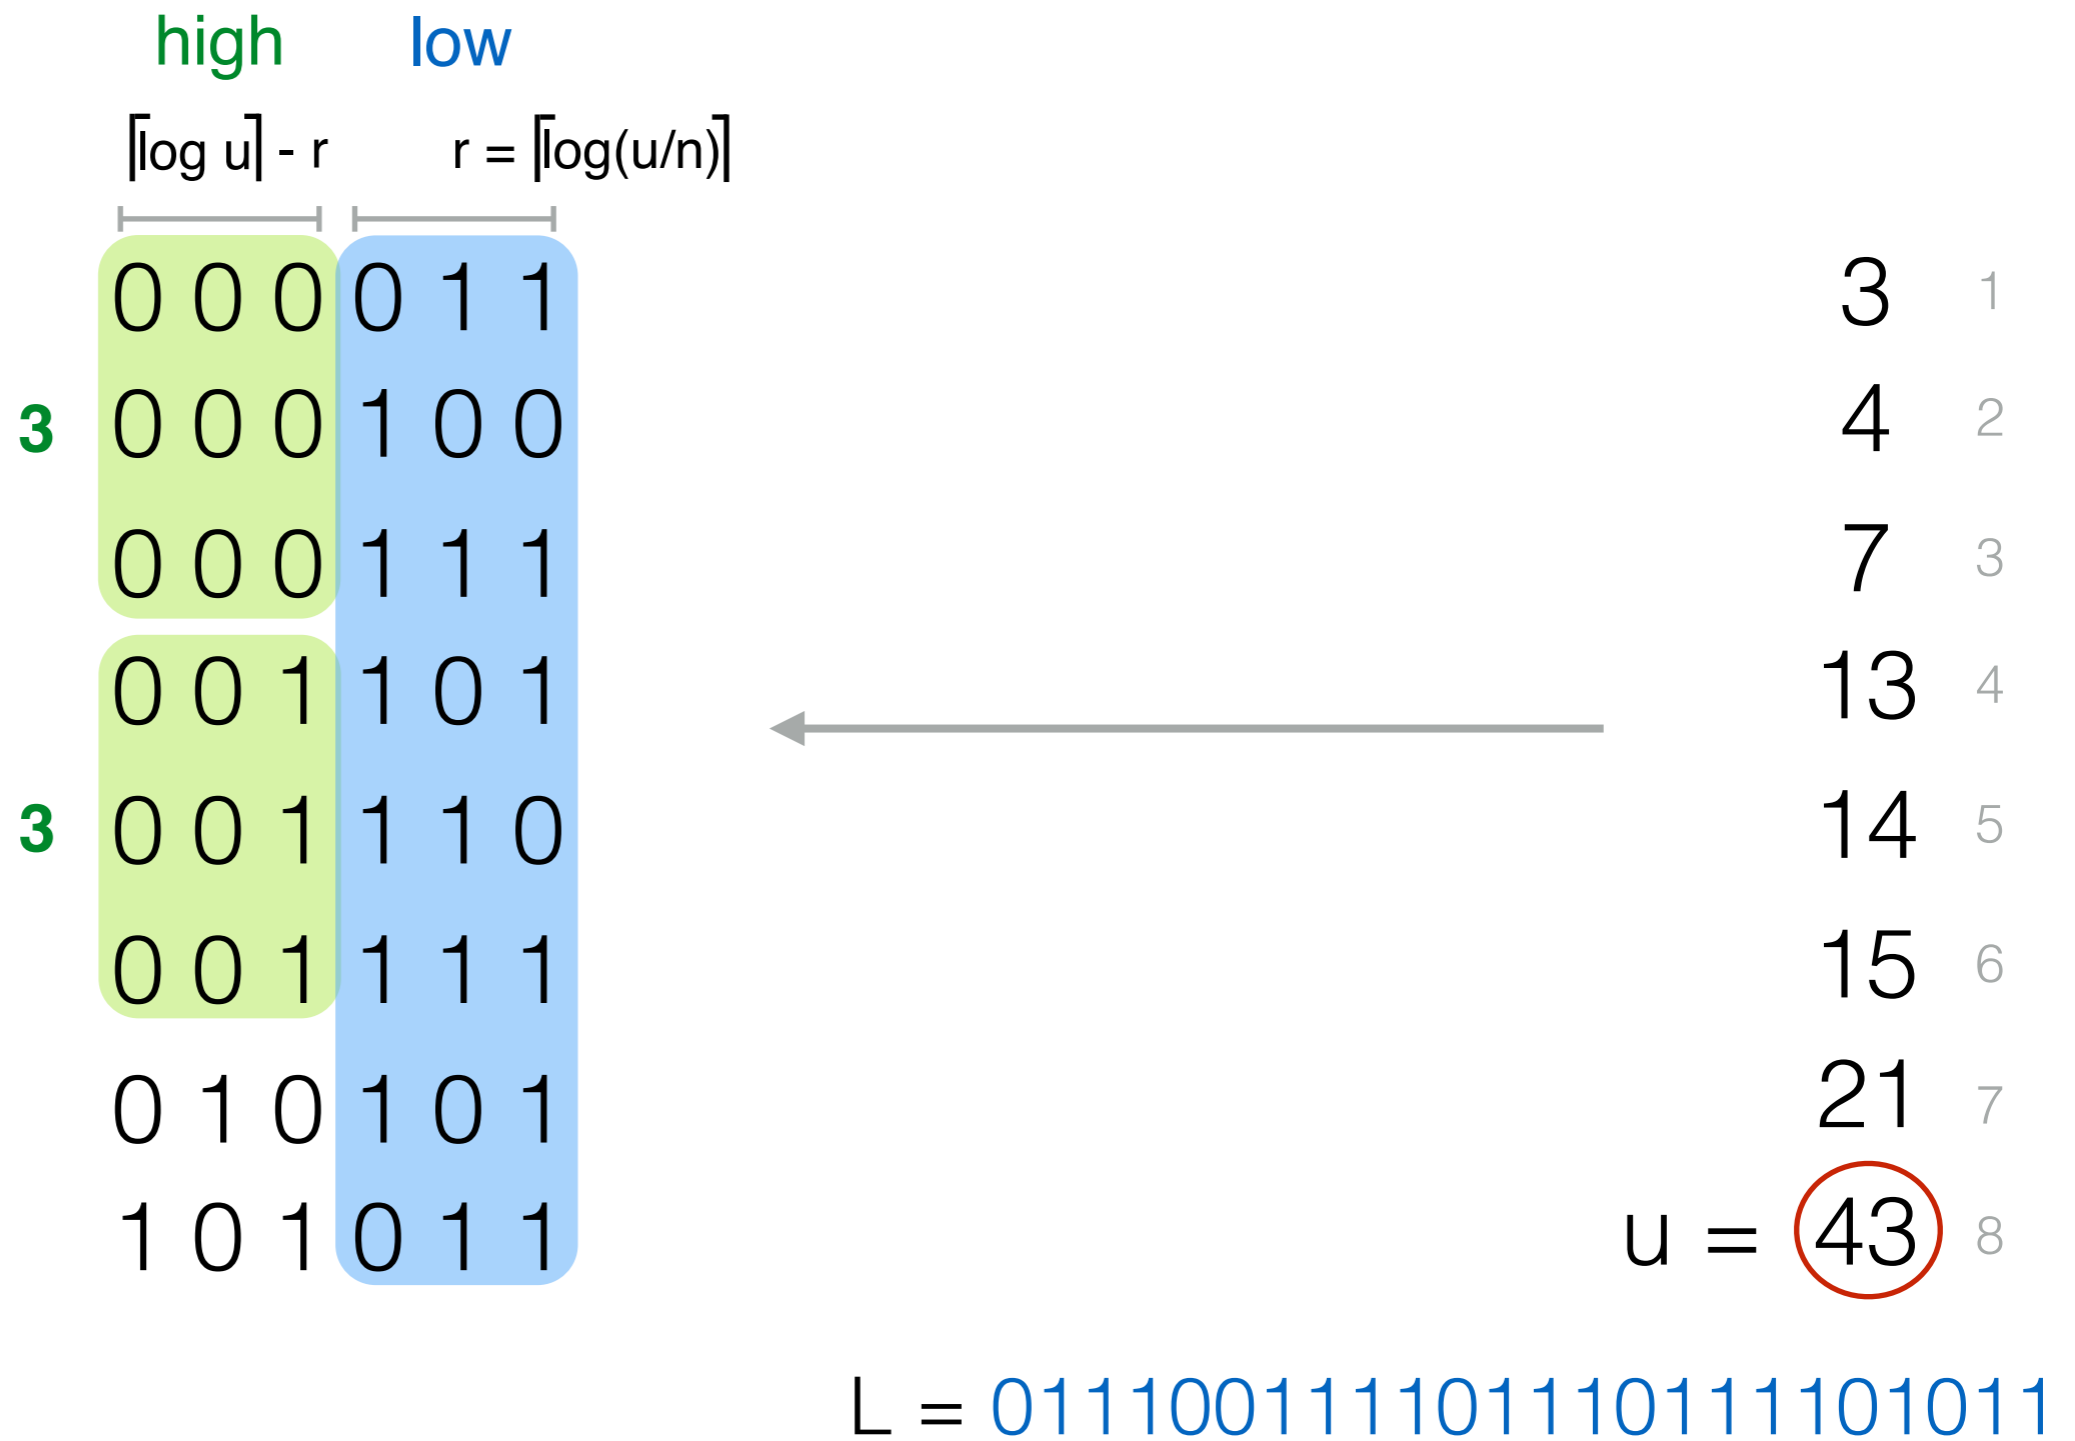 high low
⌈log u⌉ - r r = ⌈log(u/n)⌉
0 0 0 0 1 1 3 1
3 0 0 0 1 0 0 4 2
0 0 0 1 1 1 7 3
0 0 1 1 0 1 13 4
3 0 0 1 1 1 0 14 5
0 0 1 1 1 1 15 6
0 1 0 1 0 1 21 7
1 0 1 0 1 1 u = 43 8
L = 011100111101110111101011